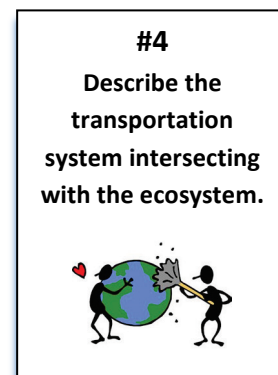 #4
Describe the
transportation
system intersecting
with the ecosystem.